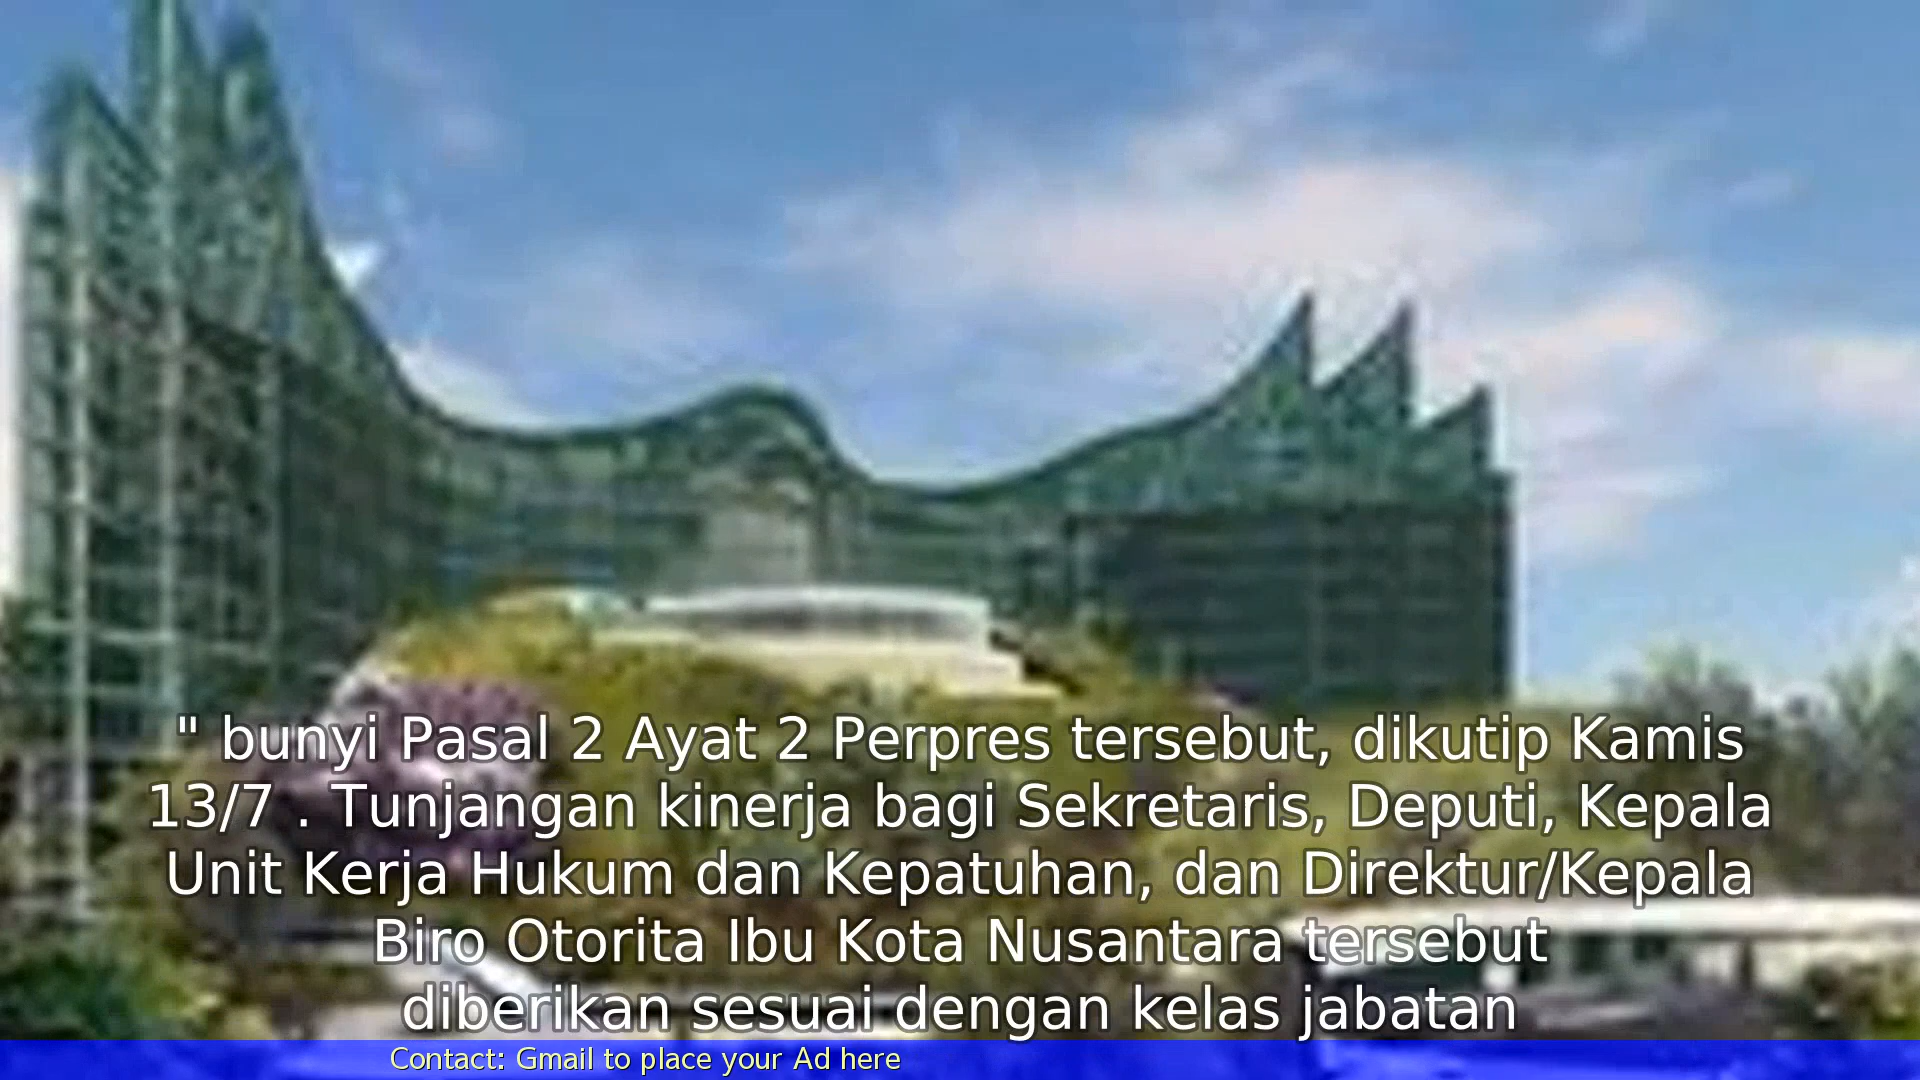 " bunyi Pasal 2 Ayat 2 Perpres tersebut, dikutip Kamis
13/7 . Tunjangan kinerja bagi Sekretaris, Deputi, Kepala
Unit Kerja Hukum dan Kepatuhan, dan Direktur/Kepala
Biro Otorita Ibu Kota Nusantara tersebut
diberikan sesuai dengan kelas jabatan
Contact: Gmail to place your Ad here